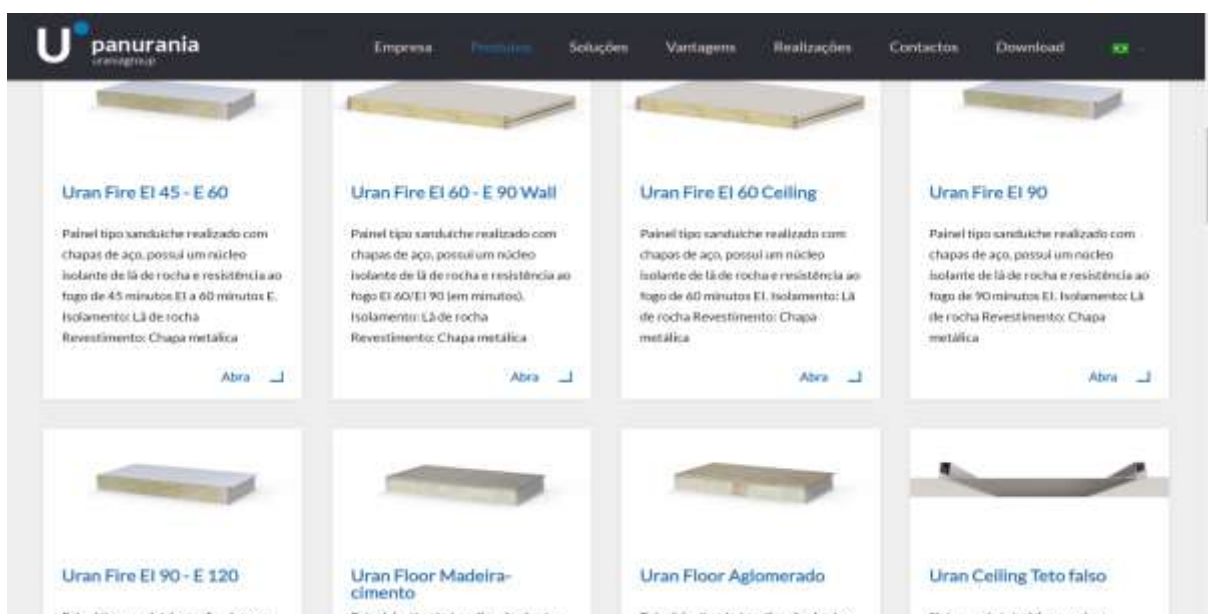 panurania
uraniagroup
Empresa Produtos Soluções Vantagens Realizações Contactos Download
Uran Fire EI 45 - E 60
Painel tipo sanduíche realizado com
chapas de aço, possui um núcleo
isolante de lã de rocha e resistência ao
fogo de 45 minutos EI a 60 minutos E.
Isolamento: Lã de rocha
Revestimento: Chapa metálica
Abra
Uran Fire EI 60 - E 90 Wall
Painel tipo sanduíche realizado com
chapas de aço, possui um núcleo
isolante de lã de rocha e resistência ao
fogo EI 60/EI 90 (em minutos).
Isolamento: Lã de rocha
Revestimento: Chapa metálica
Abra
Uran Fire EI 60 Ceiling
Painel tipo sanduíche realizado com
chapas de aço, possui um núcleo
isolante de lã de rocha e resistência ao
fogo de 60 minutos EI. Isolamento: Lã
de rocha Revestimento: Chapa
metálica
Abra
Uran Fire EI 90
Painel tipo sanduíche realizado com
chapas de aço, possui um núcleo
isolante de lã de rocha e resistência ao
fogo de 90 minutos EI. Isolamento: Lã
de rocha Revestimento: Chapa
metálica
Abra
Uran Fire EI 90 - E 120
Uran Floor Madeira-
cimento
Uran Floor Aglomerado
Uran Ceiling Teto falso